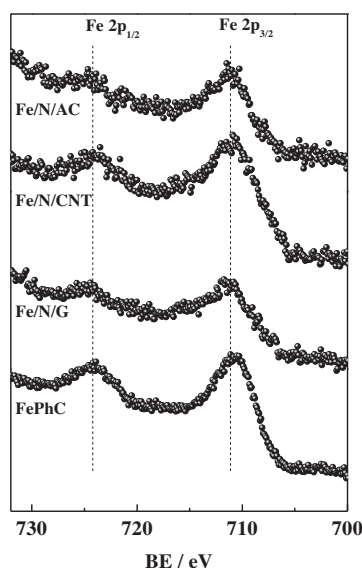 Fe 2p1/2 Fe 2p3/2
Fe/N/AC
Fe/N/CNT
Fe/N/G
FePhC
730 720 710 700
BE / eV